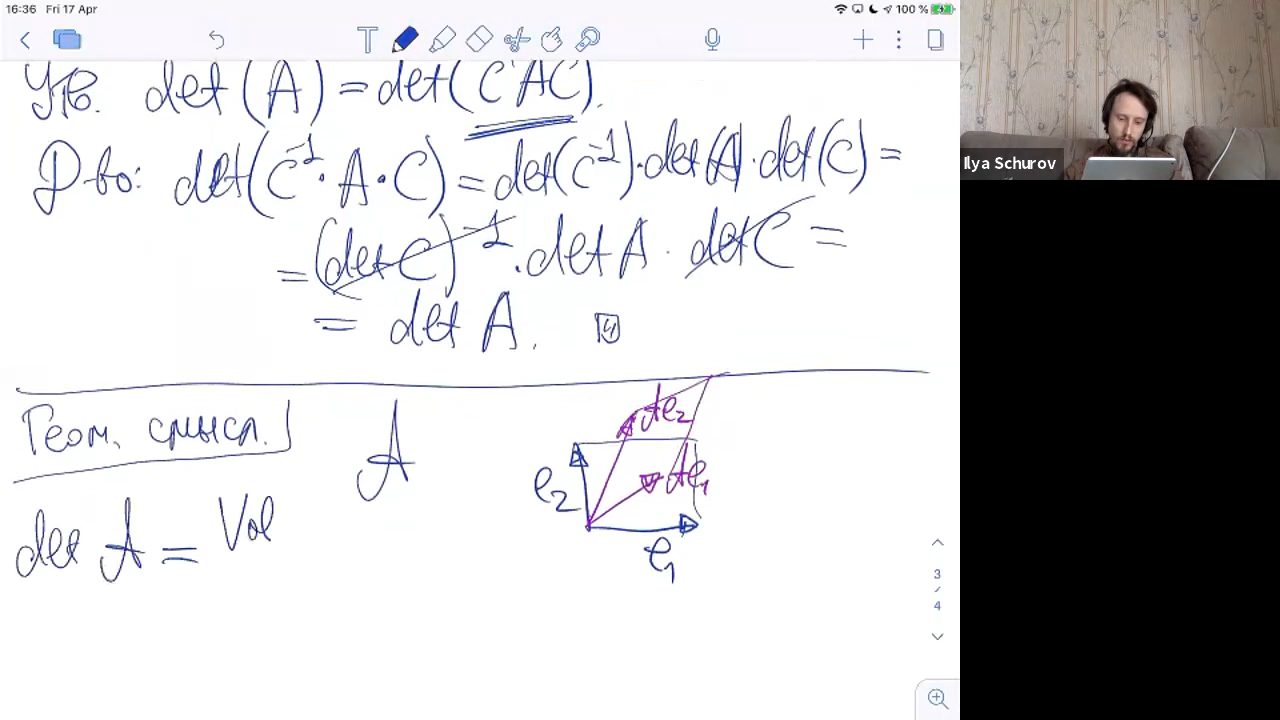 16:36 Fri 17 Apr
100 %
Утв. det(A) = det(C⁻¹AC).
Д-во: det(C⁻¹·A·C) = det(C⁻¹)·det(A)·det(C) =
= (det C)⁻¹·det A·det C =
= det A.
Геом. смысл.
A
det A = Vol
Ae₂
Ae₁
e₂
e₁
3
/
4
Ilya Schurov